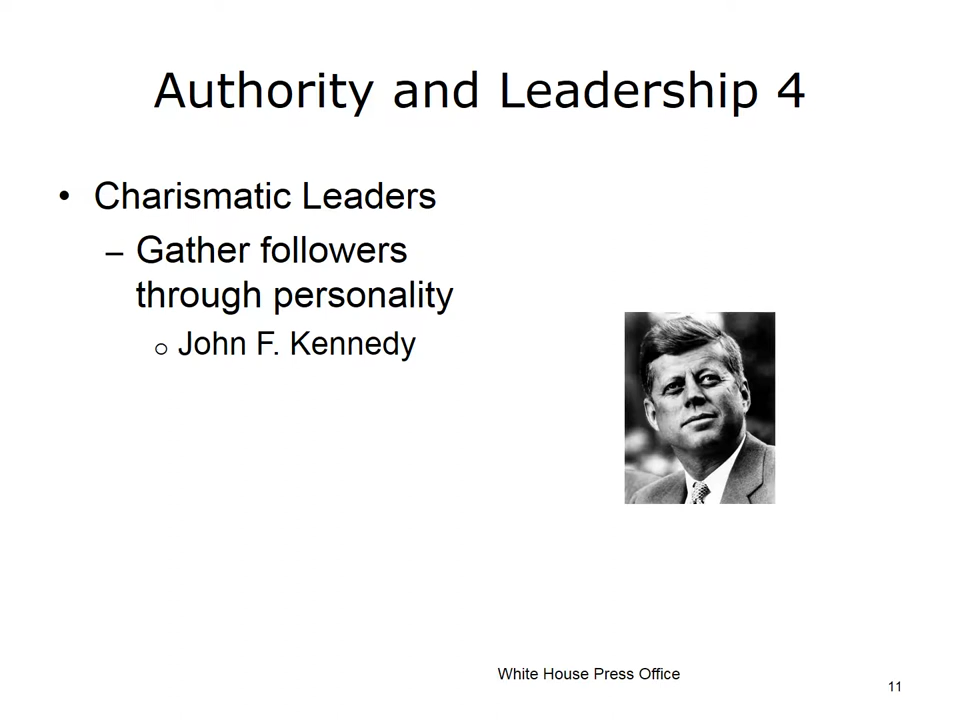 Authority and Leadership 4
• Charismatic Leaders
– Gather followers
through personality
o John F. Kennedy
White House Press Office
11